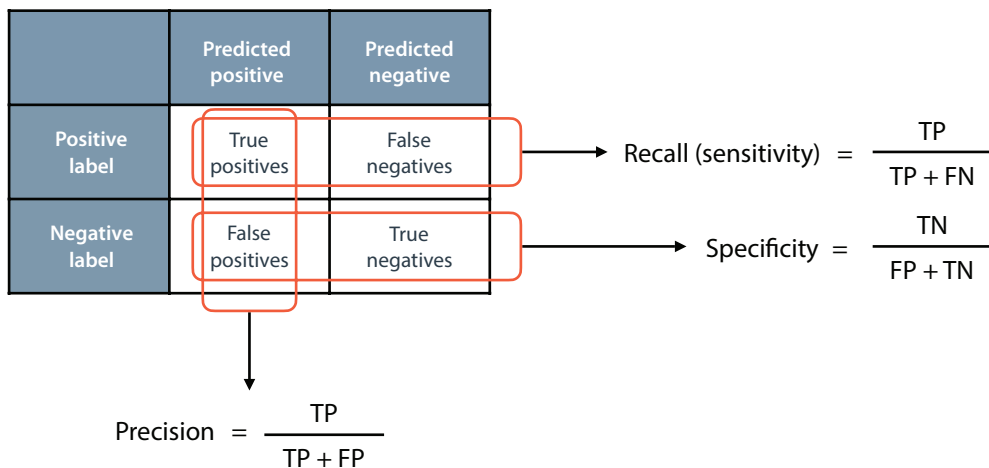 Predicted
positive
Predicted
negative
Positive
label
True
positives
False
negatives
Recall (sensitivity) = TP
TP + FN
Negative
label
False
positives
True
negatives
Specificity = TN
FP + TN
Precision = TP
TP + FP